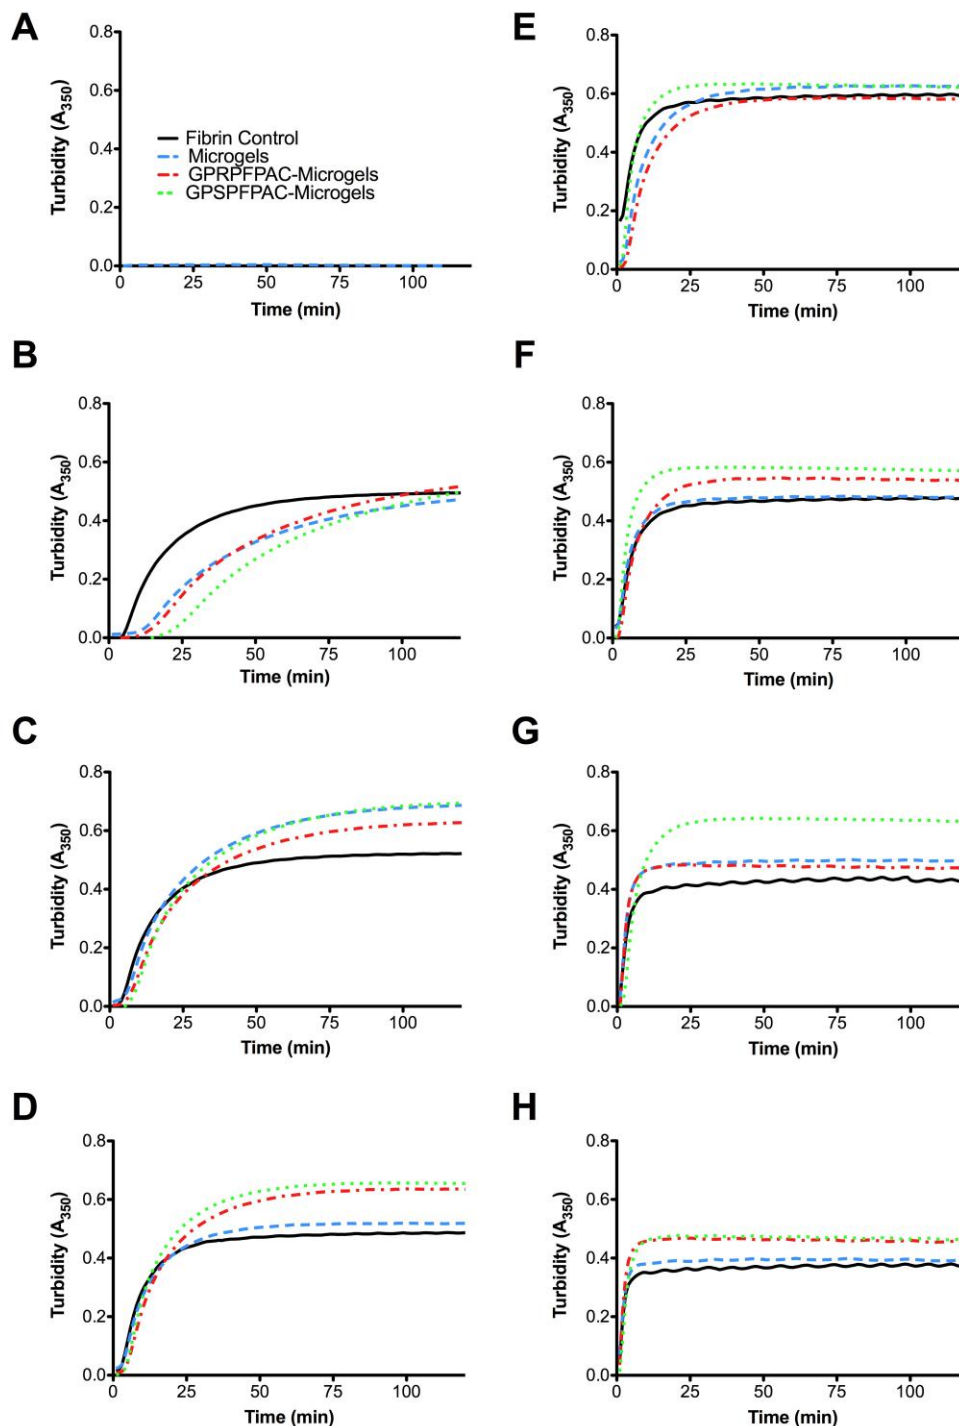 A
Turbidity (A350)
0.8
0.6
0.4
0.2
0.0
Fibrin Control
Microgels
GPRPFPAC-Microgels
GPSPFPAC-Microgels
0 25 50 75 100
Time (min)
B
Turbidity (A350)
0.8
0.6
0.4
0.2
0.0
0 25 50 75 100
Time (min)
C
Turbidity (A350)
0.8
0.6
0.4
0.2
0.0
0 25 50 75 100
Time (min)
D
Turbidity (A350)
0.8
0.6
0.4
0.2
0.0
0 25 50 75 100
Time (min)
E
Turbidity (A350)
0.8
0.6
0.4
0.2
0.0
0 25 50 75 100
Time (min)
F
Turbidity (A350)
0.8
0.6
0.4
0.2
0.0
0 25 50 75 100
Time (min)
G
Turbidity (A350)
0.8
0.6
0.4
0.2
0.0
0 25 50 75 100
Time (min)
H
Turbidity (A350)
0.8
0.6
0.4
0.2
0.0
0 25 50 75 100
Time (min)